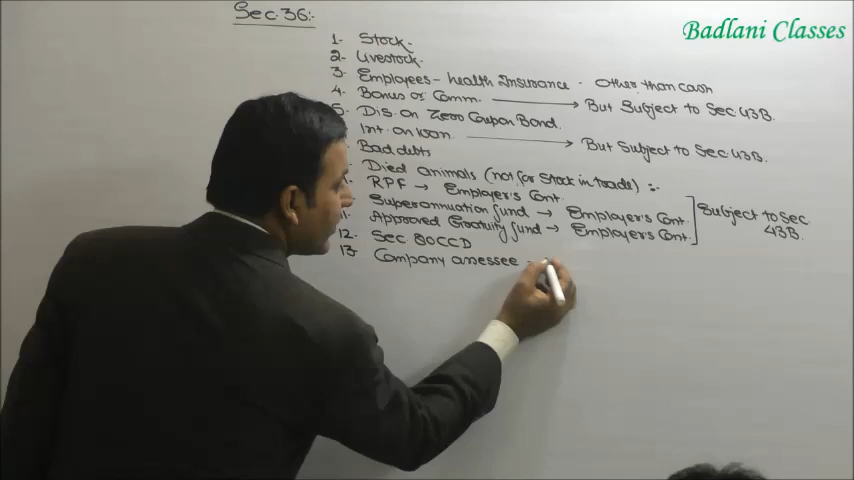 Sec. 36:-
Badlani Classes
1- Stock.
2- Livestock.
3- Employees - health Insurance - other than cash
4. Bonus or Comm. → But Subject to Sec 43B.
5. Dis. on Zero Coupon Bond.
Int. on loan → But Subject to Sec 43B.
Bad debts
Died animals (not for Stock in trade) :-
RPF → Employer's Cont.
Superannuation fund → Employer's Cont.
11. Approved Gratuity fund → Employer's Cont.
Subject to Sec 43B.
12. Sec 80CCD
13. Company assessee -